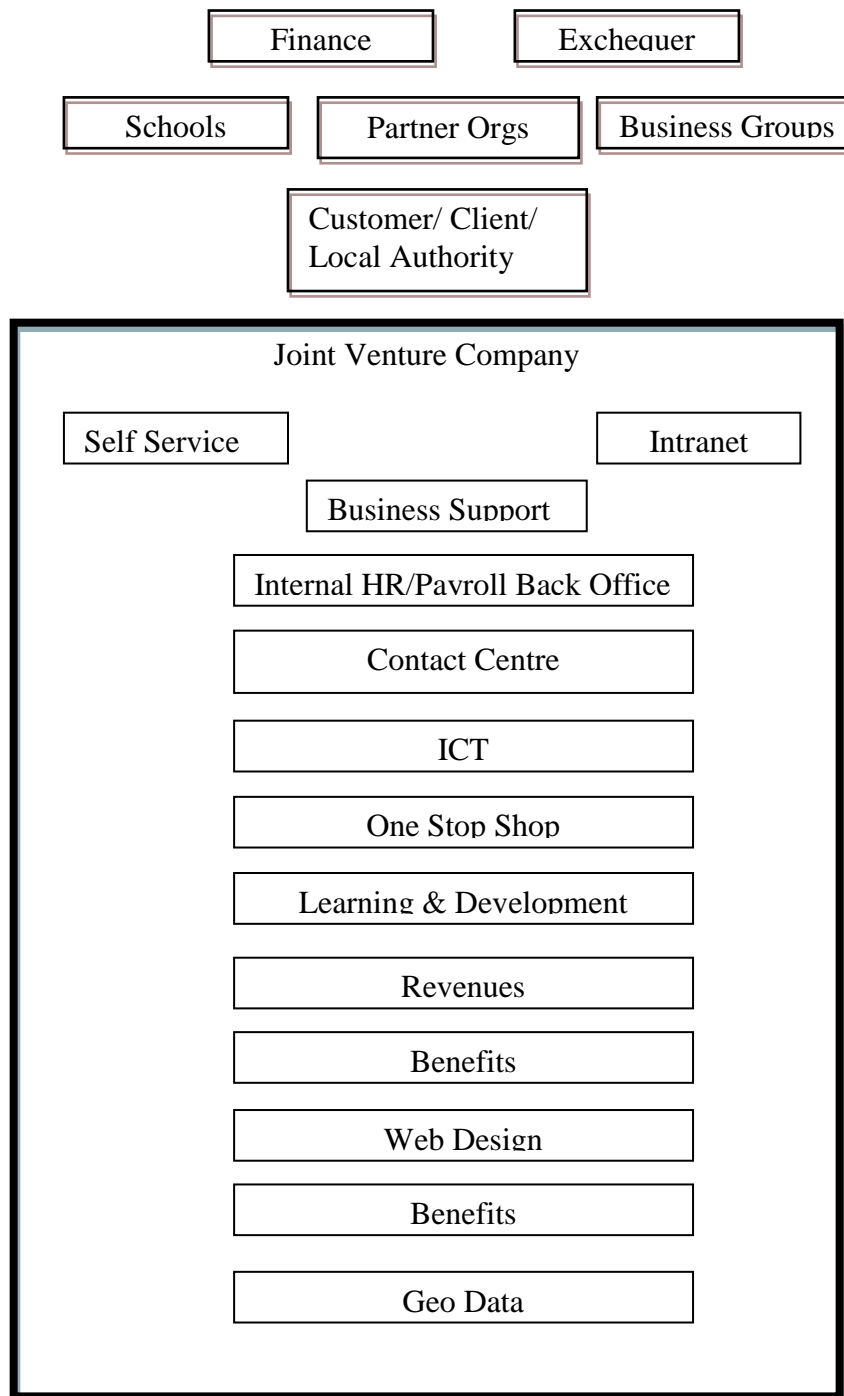 Finance
Exchequer
Schools
Partner Orgs
Business Groups
Customer/ Client/
Local Authority
Joint Venture Company
Self Service
Intranet
Business Support
Internal HR/Payroll Back Office
Contact Centre
ICT
One Stop Shop
Learning & Development
Revenues
Benefits
Web Design
Benefits
Geo Data